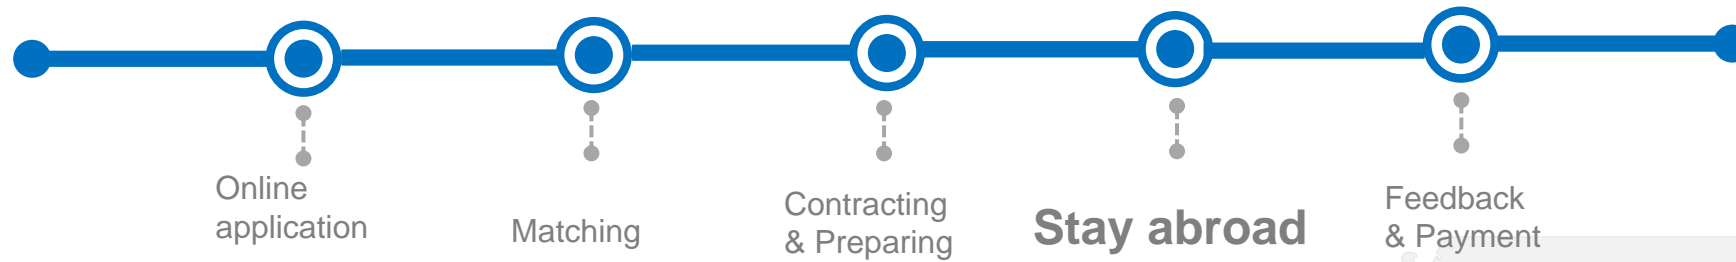 Online
application
Matching
Contracting
& Preparing
Stay abroad
Feedback
& Payment